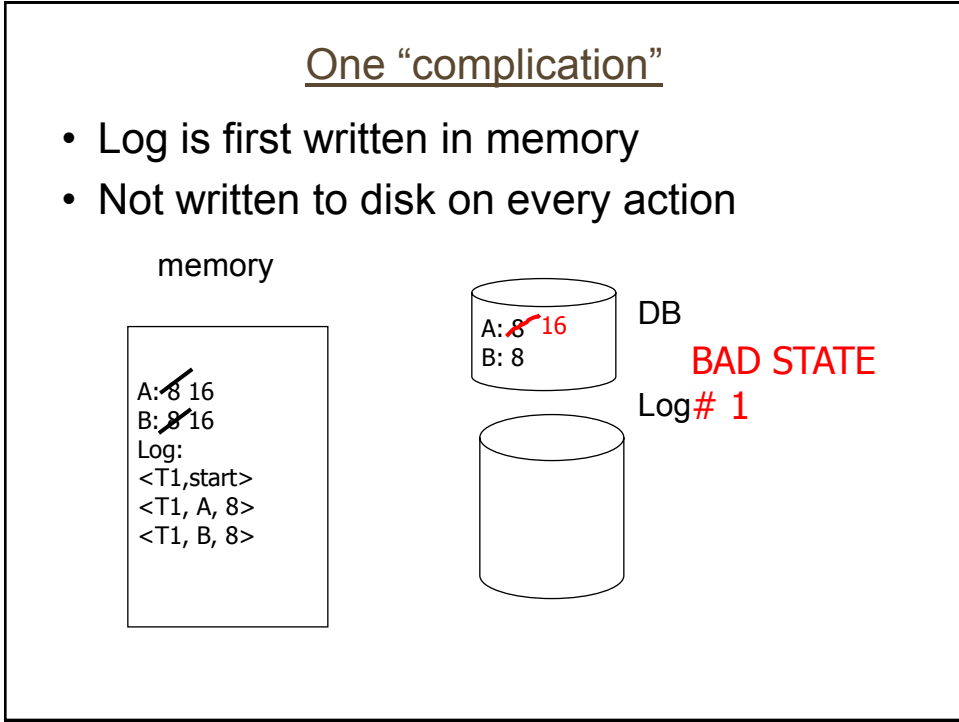 One “complication”
• Log is first written in memory
• Not written to disk on every action
memory
A: 8 16
B: 8 16
Log:
<T1,start>
<T1, A, 8>
<T1, B, 8>
A: 8 16
B: 8
DB
BAD STATE
Log# 1